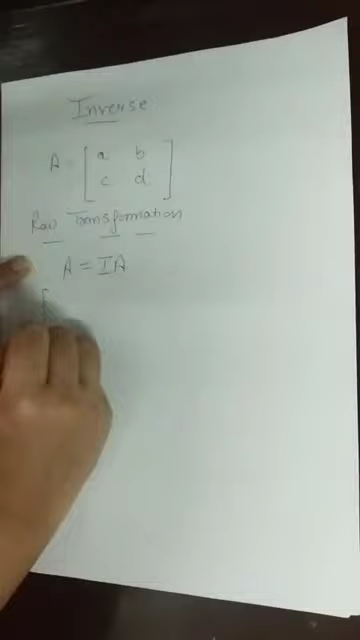 Inverse
A [ a b
c d ]
Row Transformation
A = IA
[